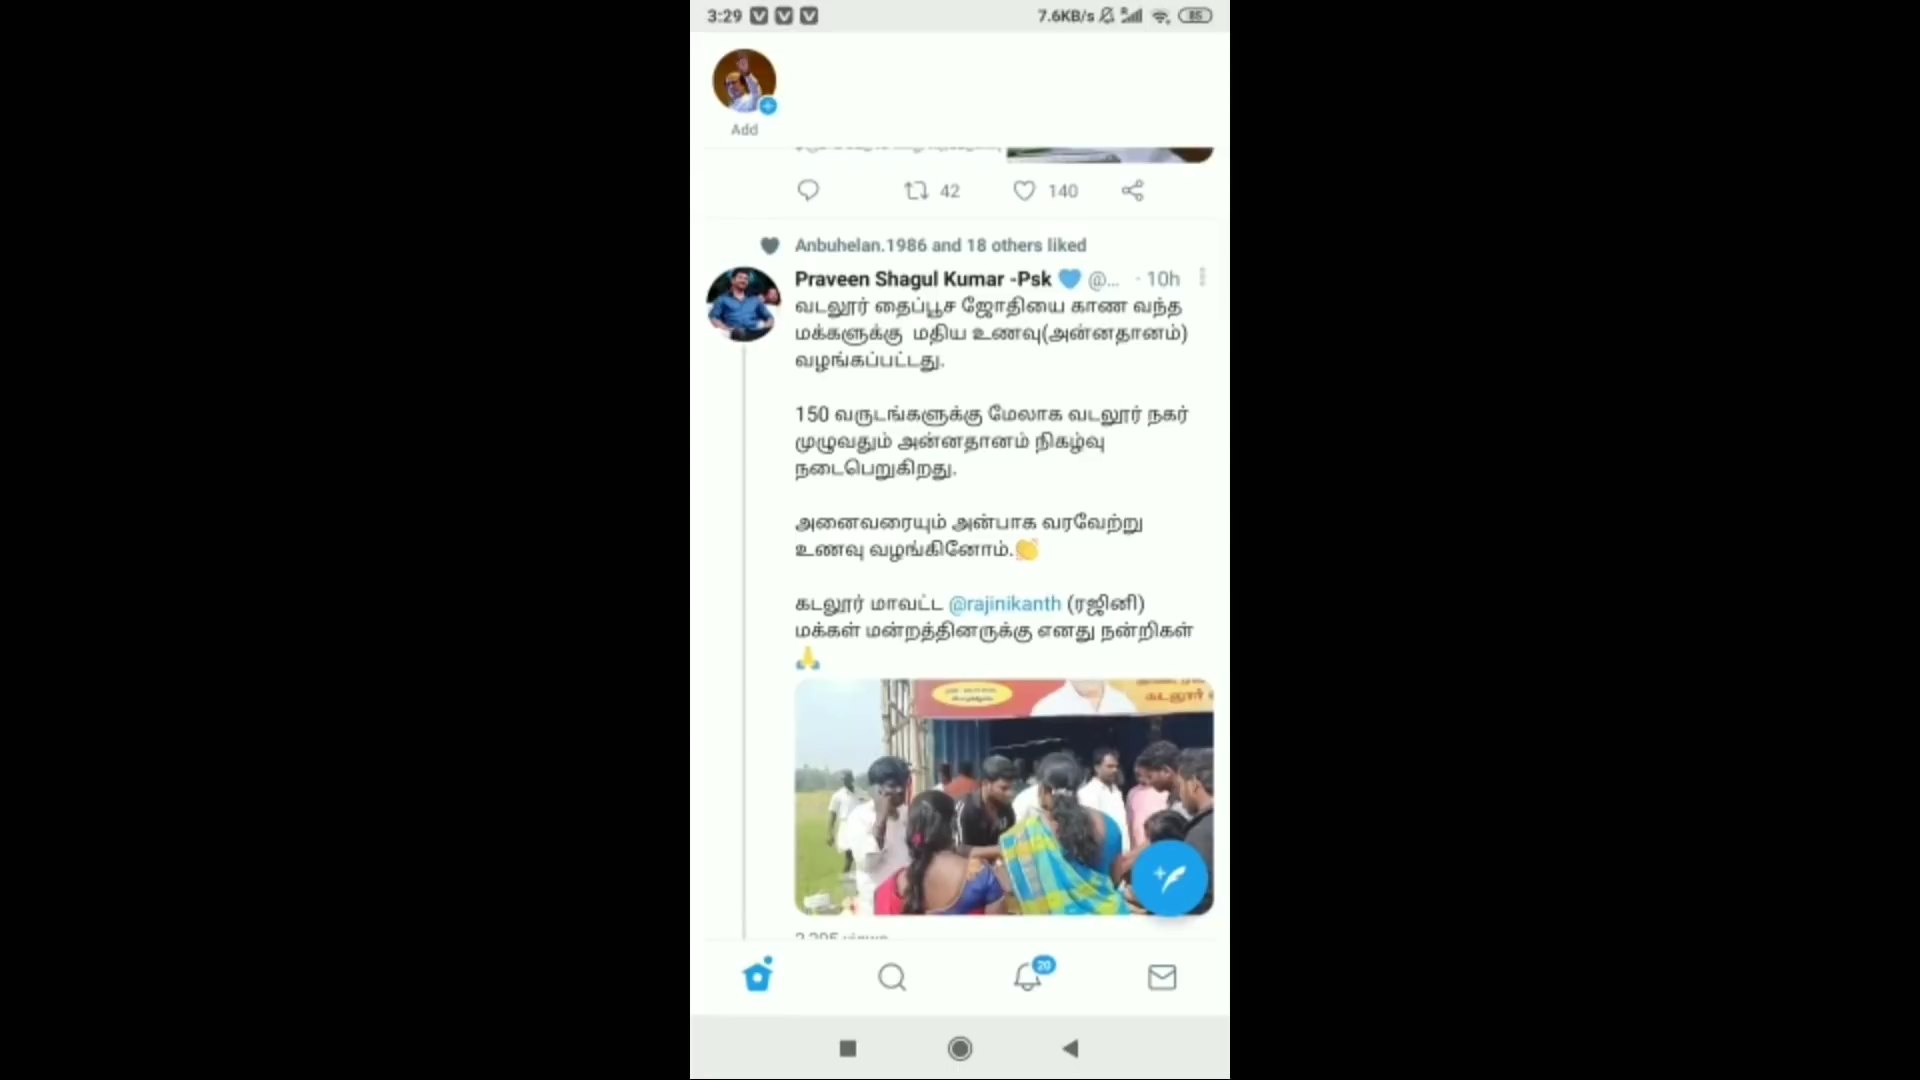 3:29
7.6KB/s
85
Add
42
140
Anbuhelan.1986 and 18 others liked
Praveen Shagul Kumar -Psk 💙 @... · 10h
வடலூர் தைப்பூச ஜோதியை காண வந்த
மக்களுக்கு மதிய உணவு(அன்னதானம்)
வழங்கப்பட்டது.
150 வருடங்களுக்கு மேலாக வடலூர் நகர்
முழுவதும் அன்னதானம் நிகழ்வு
நடைபெறுகிறது.
அனைவரையும் அன்பாக வரவேற்று
உணவு வழங்கினோம்.👏
கடலூர் மாவட்ட @rajinikanth (ரஜினி)
மக்கள் மன்றத்தினருக்கு எனது நன்றிகள்
🙏
கடலூர்
20